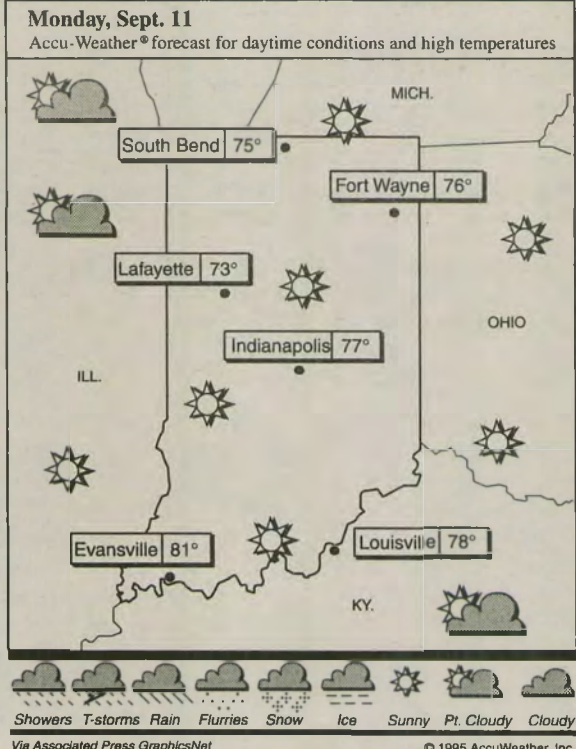 Monday, Sept. 11
Accu-Weather® forecast for daytime conditions and high temperatures
MICH.
South Bend 75°
Fort Wayne 76°
Lafayette 73°
OHIO
Indianapolis 77°
ILL.
Evansville 81°
Louisville 78°
KY.
Showers T-storms Rain Flurries Snow Ice Sunny Pt. Cloudy Cloudy
Via Associated Press GraphicsNet
© 1995 AccuWeather, Inc.